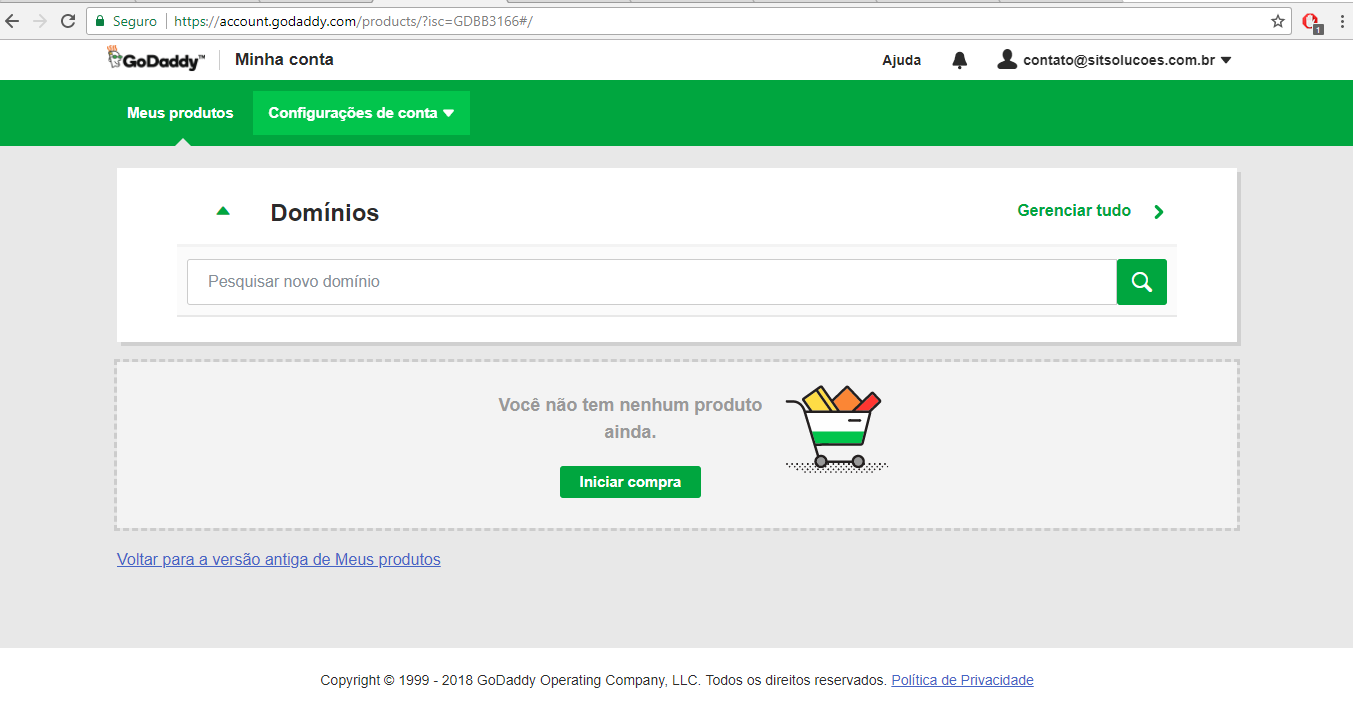 Seguro
https://account.godaddy.com/products/?isc=GDBB3166#/
1
GoDaddy™
Minha conta
Ajuda
contato@sitsolucoes.com.br
Meus produtos
Configurações de conta
Domínios
Gerenciar tudo
Pesquisar novo domínio
Você não tem nenhum produto
ainda.
Iniciar compra
Voltar para a versão antiga de Meus produtos
Copyright © 1999 - 2018 GoDaddy Operating Company, LLC. Todos os direitos reservados. Política de Privacidade